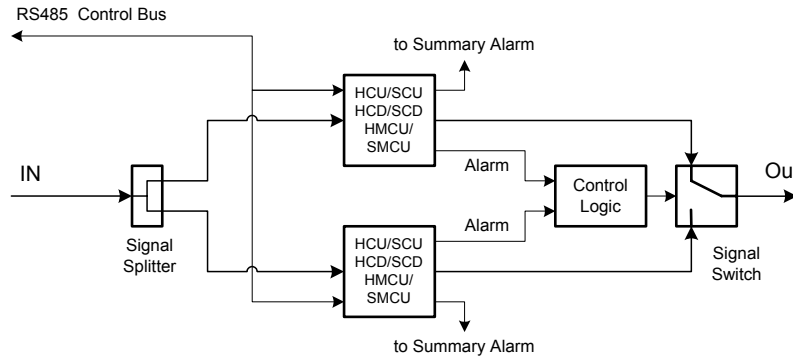 RS485 Control Bus
to Summary Alarm
HCU/SCU
HCD/SCD
HMCU/
SMCU
Alarm
IN
Signal
Splitter
Control
Logic
Ou
Signal
Switch
Alarm
HCU/SCU
HCD/SCD
HMCU/
SMCU
to Summary Alarm